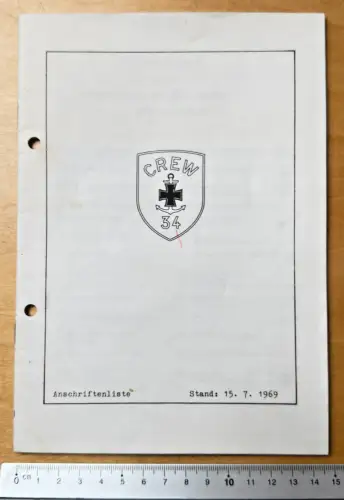 CREW
34
Anschriftenliste Stand: 15. 7. 1969
0 cm 1 2 3 4 5 6 7 8 9 10 11 12 13 14 15